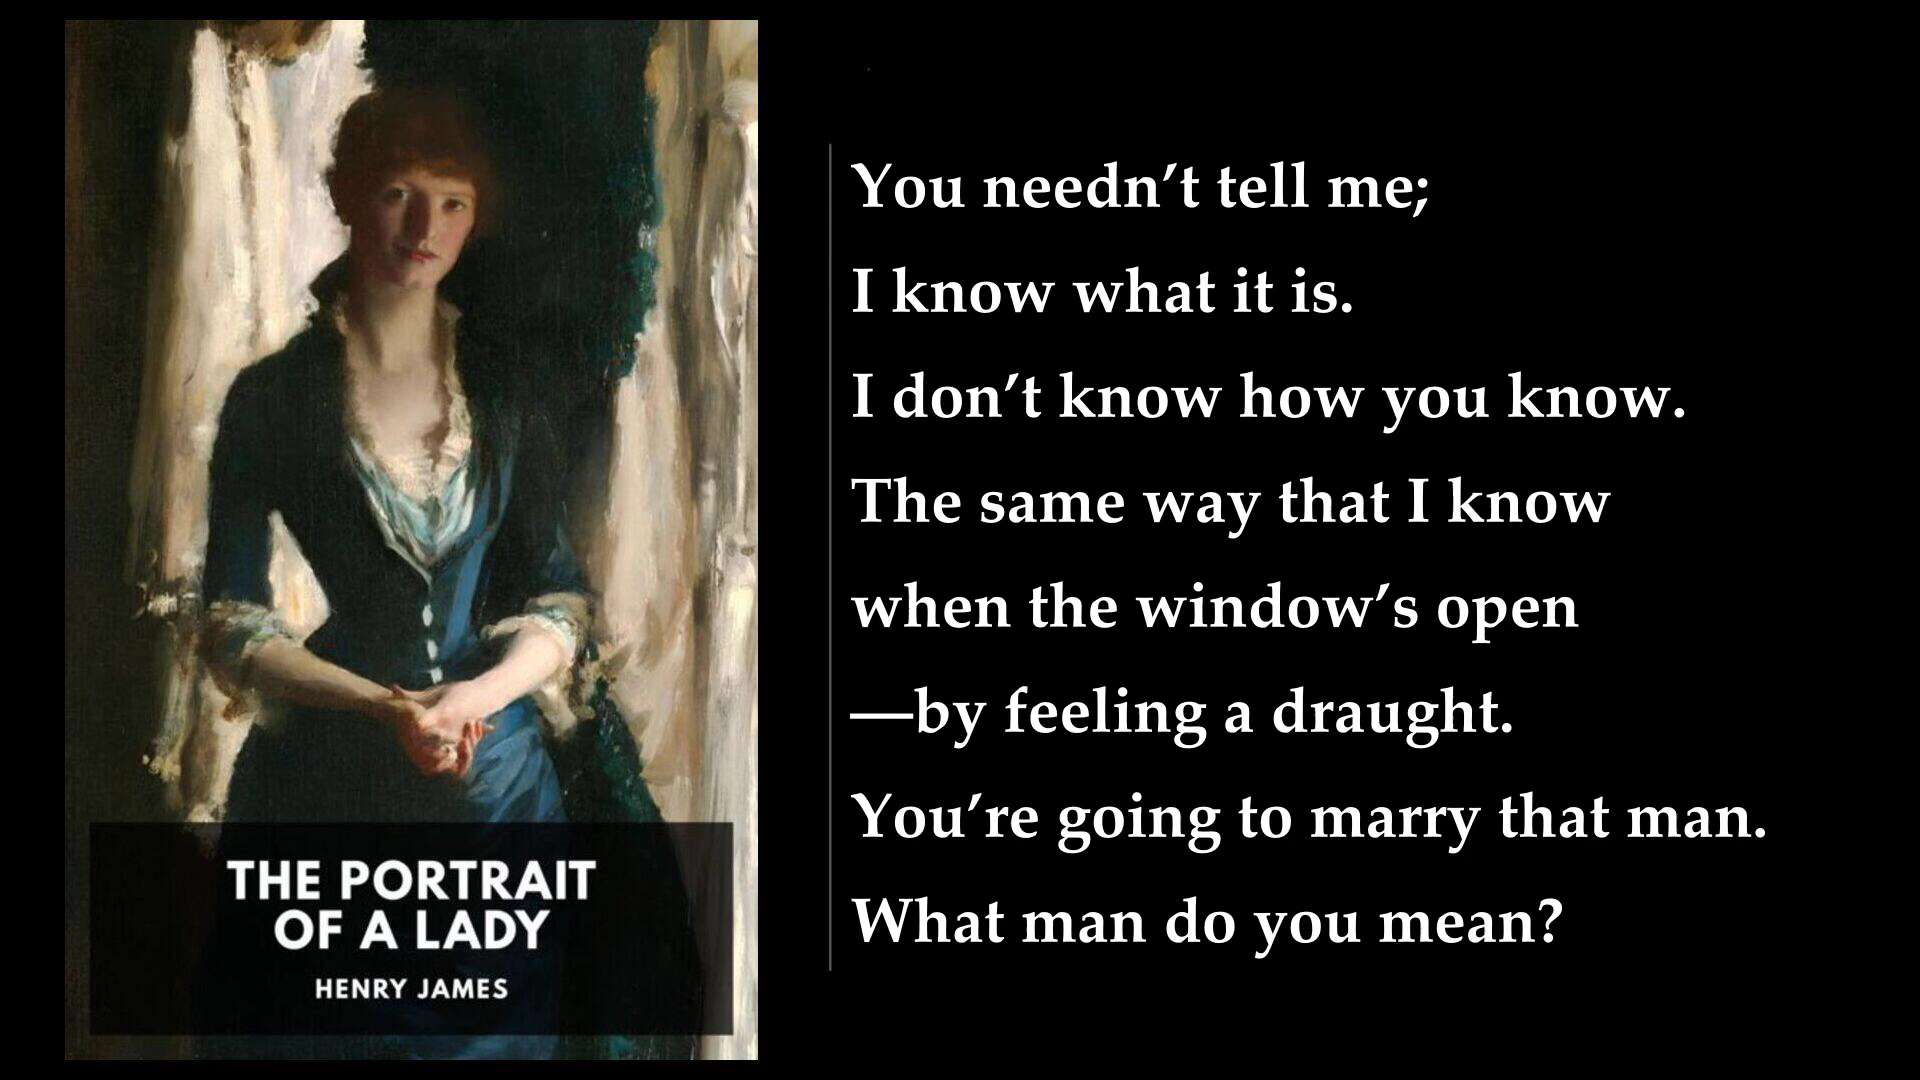 THE PORTRAIT
OF A LADY
HENRY JAMES
You needn’t tell me;
I know what it is.
I don’t know how you know.
The same way that I know
when the window’s open
—by feeling a draught.
You’re going to marry that man.
What man do you mean?